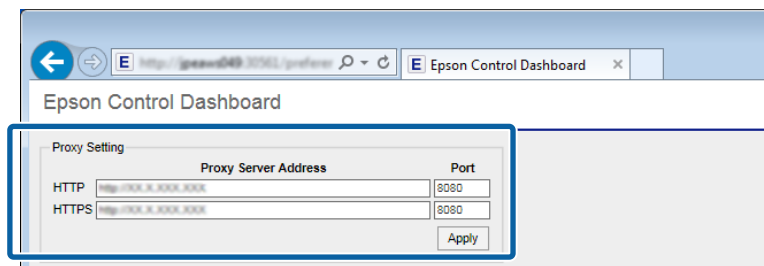 E Epson Control Dashboard ×
Epson Control Dashboard
Proxy Setting
Proxy Server Address Port
HTTP 8080
HTTPS 8080
Apply